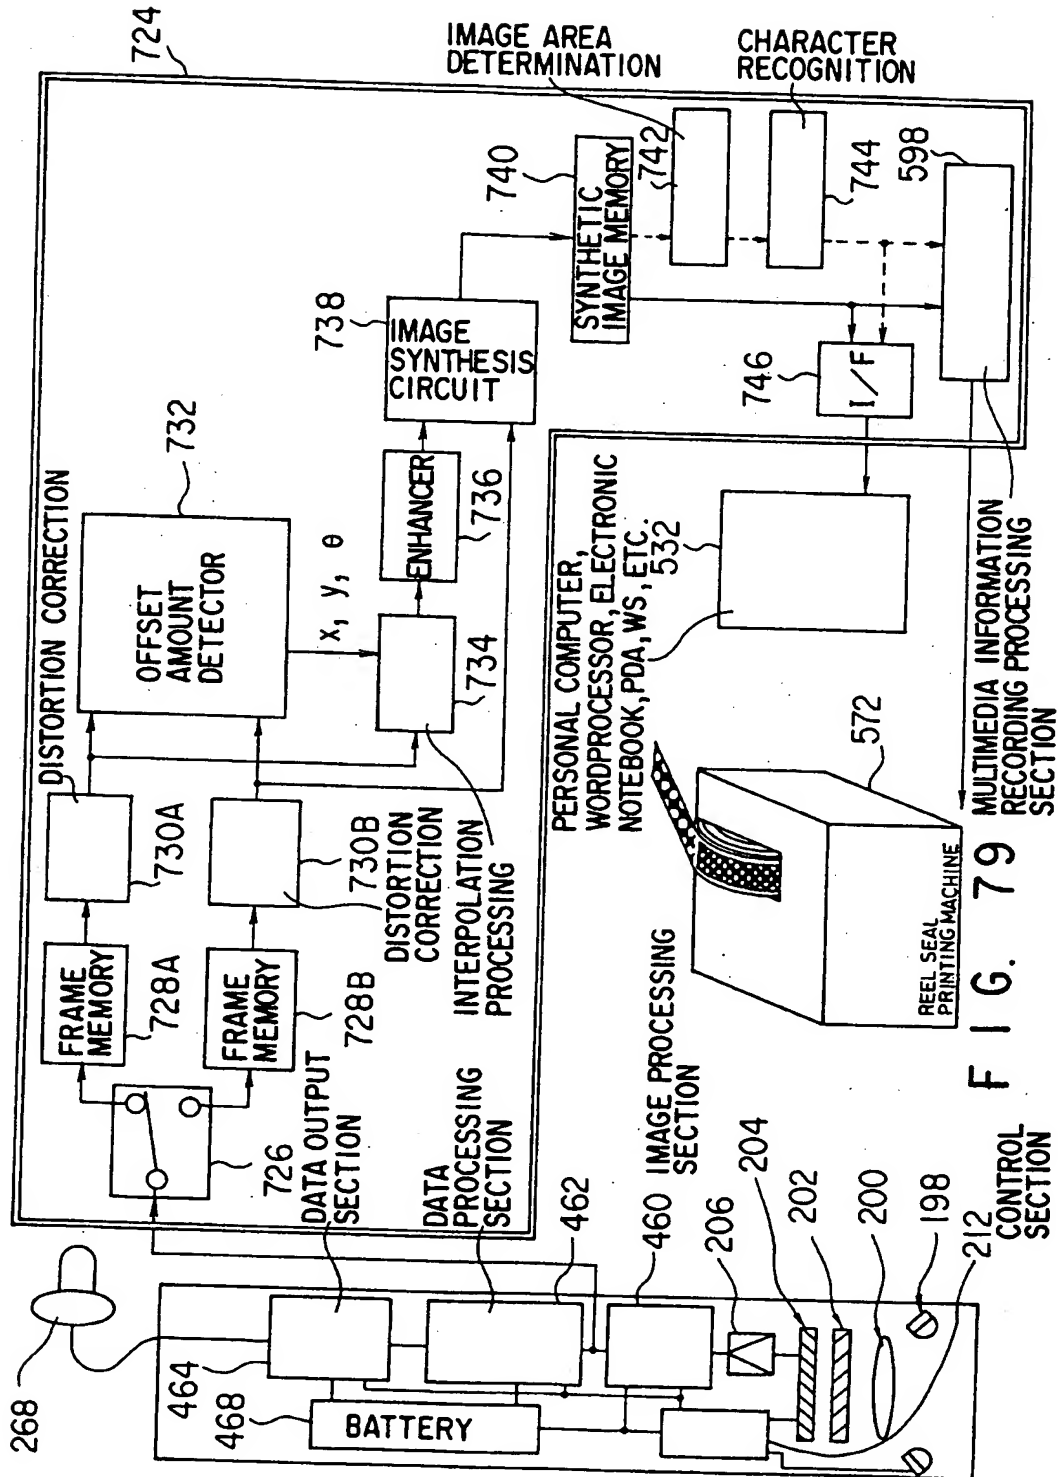 724
IMAGE AREA
DETERMINATION
CHARACTER
RECOGNITION
740
742
744
598
SYNTHETIC
IMAGE MEMORY
738
IMAGE
SYNTHESIS
CIRCUIT
746
I/F
DISTORTION CORRECTION
732
OFFSET
AMOUNT
DETECTOR
x, y, θ
ENHANCER
736
734
730A
730B
DISTORTION
CORRECTION
INTERPOLATION
PROCESSING
FRAME
MEMORY
728A
FRAME
MEMORY
728B
726
PERSONAL COMPUTER,
WORDPROCESSOR, ELECTRONIC
NOTEBOOK, PDA, WS, ETC.
532
572
REEL SEAL
PRINTING MACHINE
MULTIMEDIA INFORMATION
RECORDING PROCESSING
SECTION
DATA OUTPUT
SECTION
DATA
PROCESSING
SECTION
462
460
IMAGE PROCESSING
SECTION
206
204
202
200
198
212
CONTROL
SECTION
268
464
468
BATTERY
FIG. 79